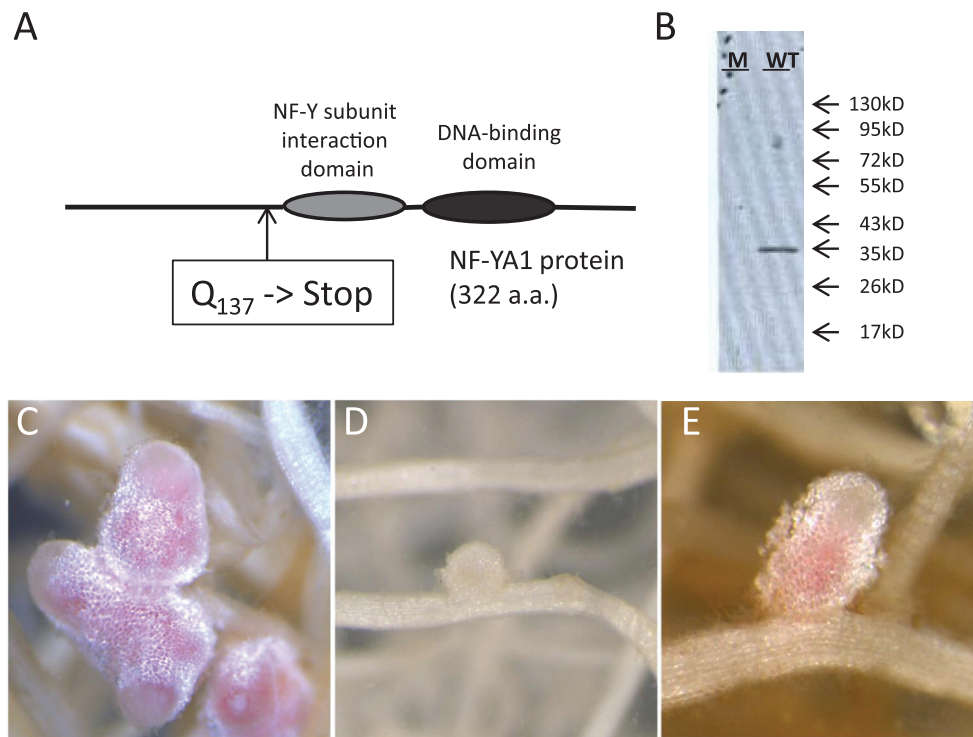 A
NF-Y subunit
interaction
domain
DNA-binding
domain
Q137 -> Stop
NF-YA1 protein
(322 a.a.)
B
M WT
130kD
95kD
72kD
55kD
43kD
35kD
26kD
17kD
C
D
E